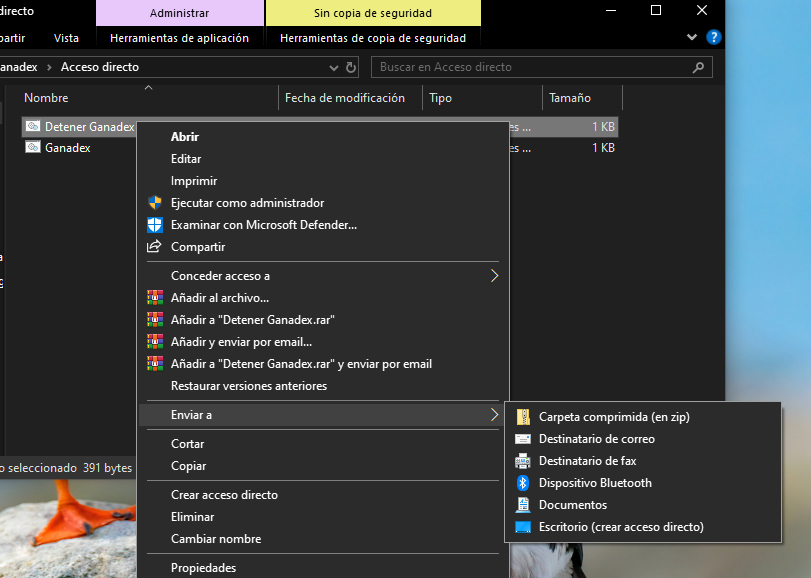 directo
Administrar
Sin copia de seguridad
partir
Vista
Herramientas de aplicación
Herramientas de copia de seguridad
anadex > Acceso directo
Buscar en Acceso directo
Nombre
Fecha de modificación
Tipo
Tamaño
Detener Ganadex
es ...
1 KB
Ganadex
es ...
1 KB
Abrir
Editar
Imprimir
Ejecutar como administrador
Examinar con Microsoft Defender...
Compartir
Conceder acceso a
Añadir al archivo...
Añadir a "Detener Ganadex.rar"
Añadir y enviar por email...
Añadir a "Detener Ganadex.rar" y enviar por email
Restaurar versiones anteriores
Enviar a
Cortar
Copiar
Crear acceso directo
Eliminar
Cambiar nombre
Propiedades
Carpeta comprimida (en zip)
Destinatario de correo
Destinatario de fax
Dispositivo Bluetooth
Documentos
Escritorio (crear acceso directo)
o seleccionado 391 bytes